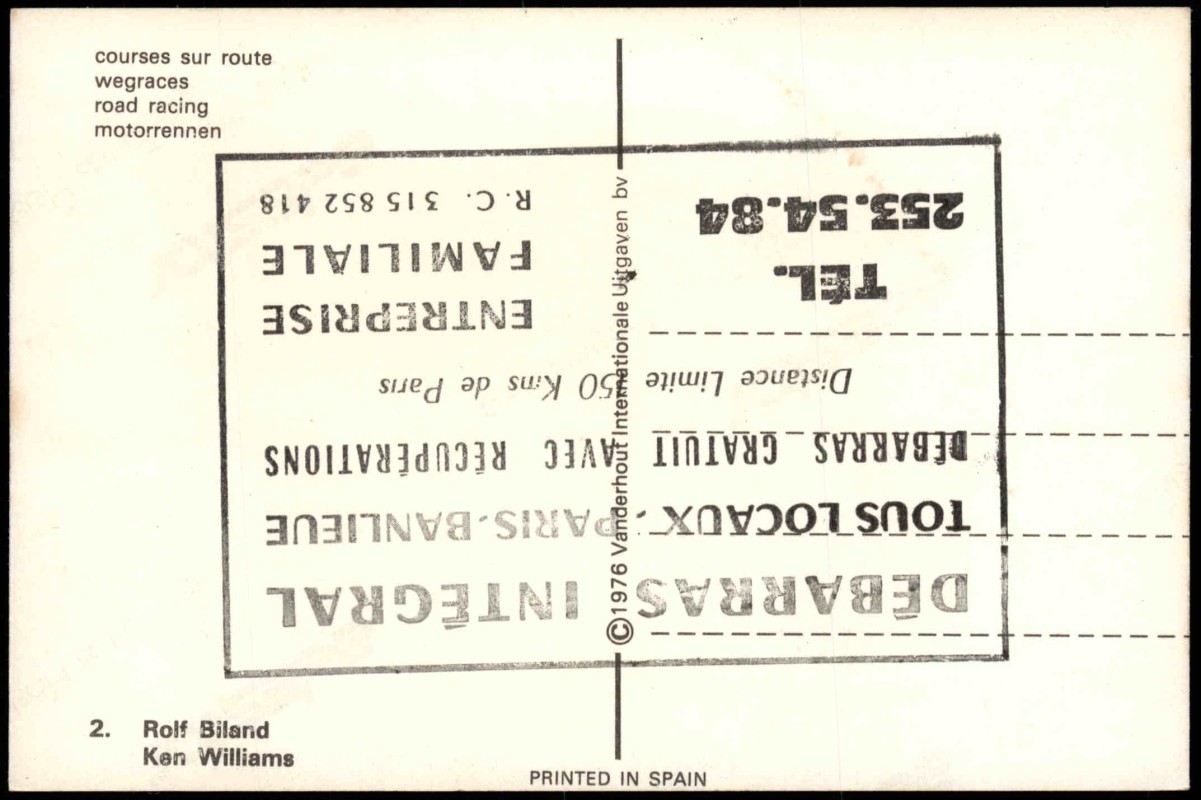 courses sur route
wegraces
road racing
motorrennen
DÉBARRAS INTÉGRAL
TOUS LOCAUX - PARIS-BANLIEUE
DÉBARRAS GRATUIT AVEC RÉCUPÉRATIONS
Distance Limite 50 Kms de Paris
TÉL.
253.54.84
ENTREPRISE
FAMILIALE
R.C. 315 852 418
©1976 Vanderhout Internationale Uitgaven bv
2. Rolf Biland
Ken Williams
PRINTED IN SPAIN